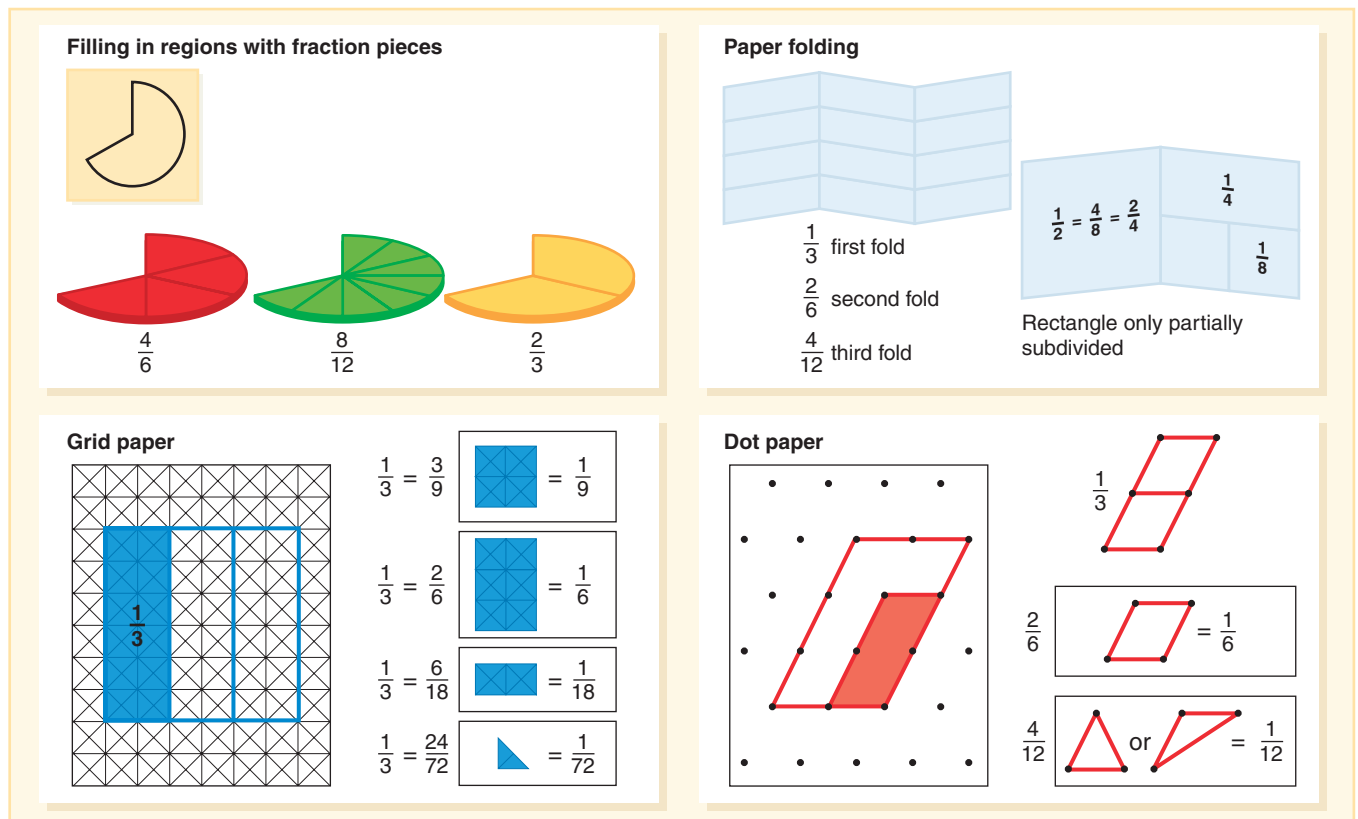 Filling in regions with fraction pieces
4/6
8/12
2/3
Paper folding
1/3 first fold
2/6 second fold
4/12 third fold
1/2 = 4/8 = 2/4
1/4
1/8
Rectangle only partially
subdivided
Grid paper
1/3
1/3 = 3/9
= 1/9
1/3 = 2/6
= 1/6
1/3 = 6/18
= 1/18
1/3 = 24/72
= 1/72
Dot paper
1/3
2/6
= 1/6
4/12
or
= 1/12